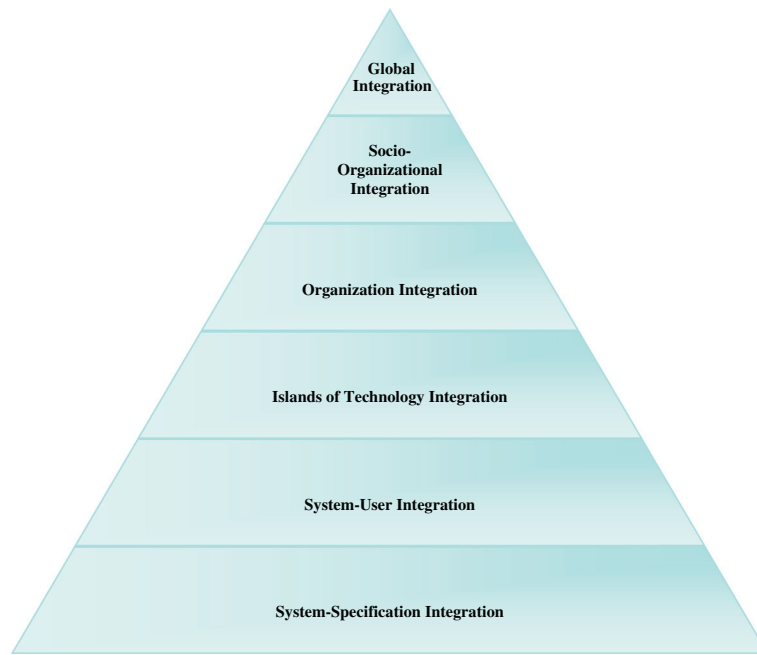 Global
Integration
Socio-
Organizational
Integration
Organization Integration
Islands of Technology Integration
System-User Integration
System-Specification Integration